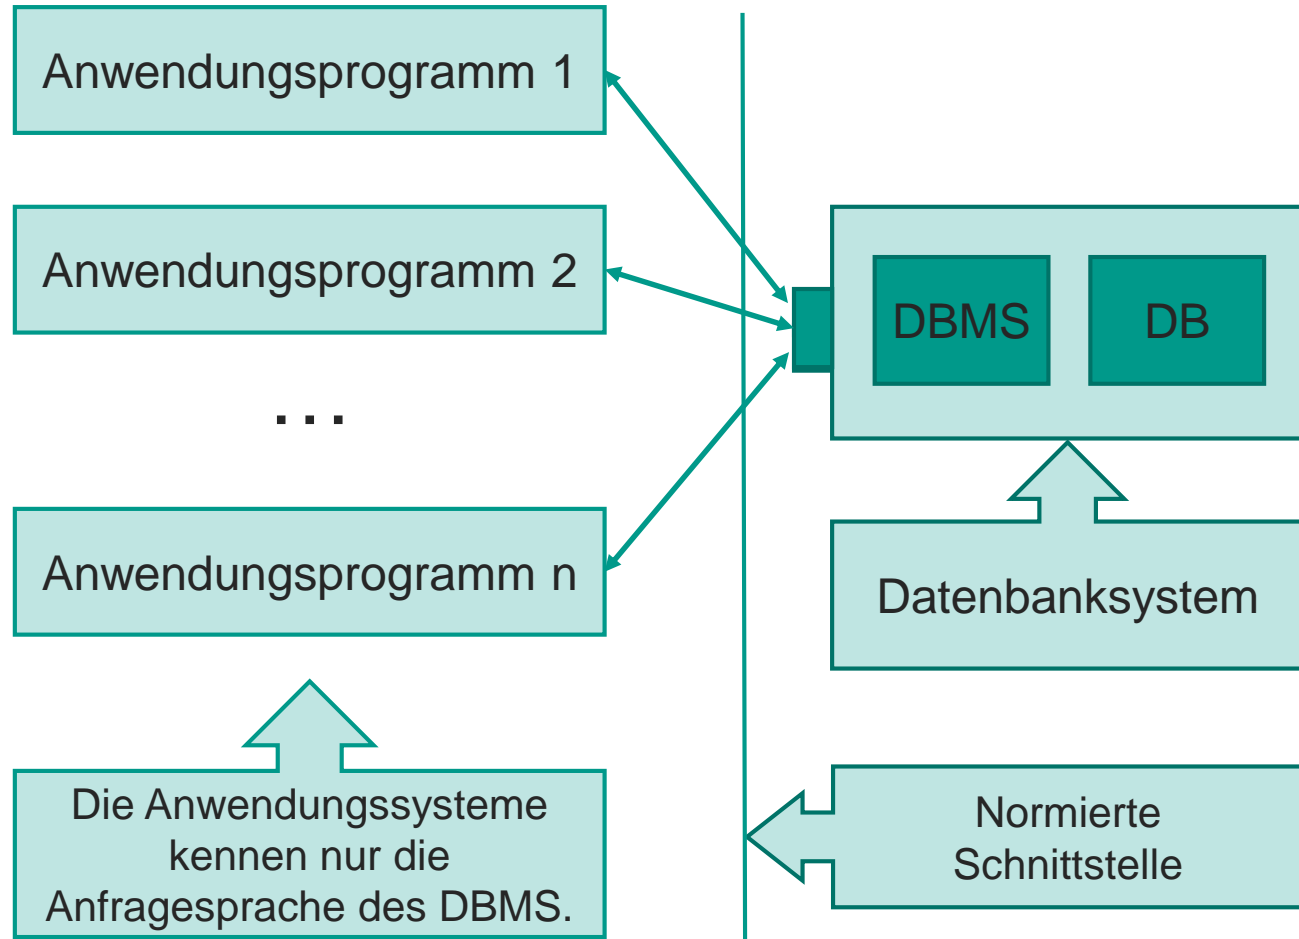 Anwendungsprogramm 1
Anwendungsprogramm 2
DBMS
DB
...
Anwendungsprogramm n
Datenbanksystem
Die Anwendungssysteme
kennen nur die
Anfragesprache des DBMS.
Normierte
Schnittstelle